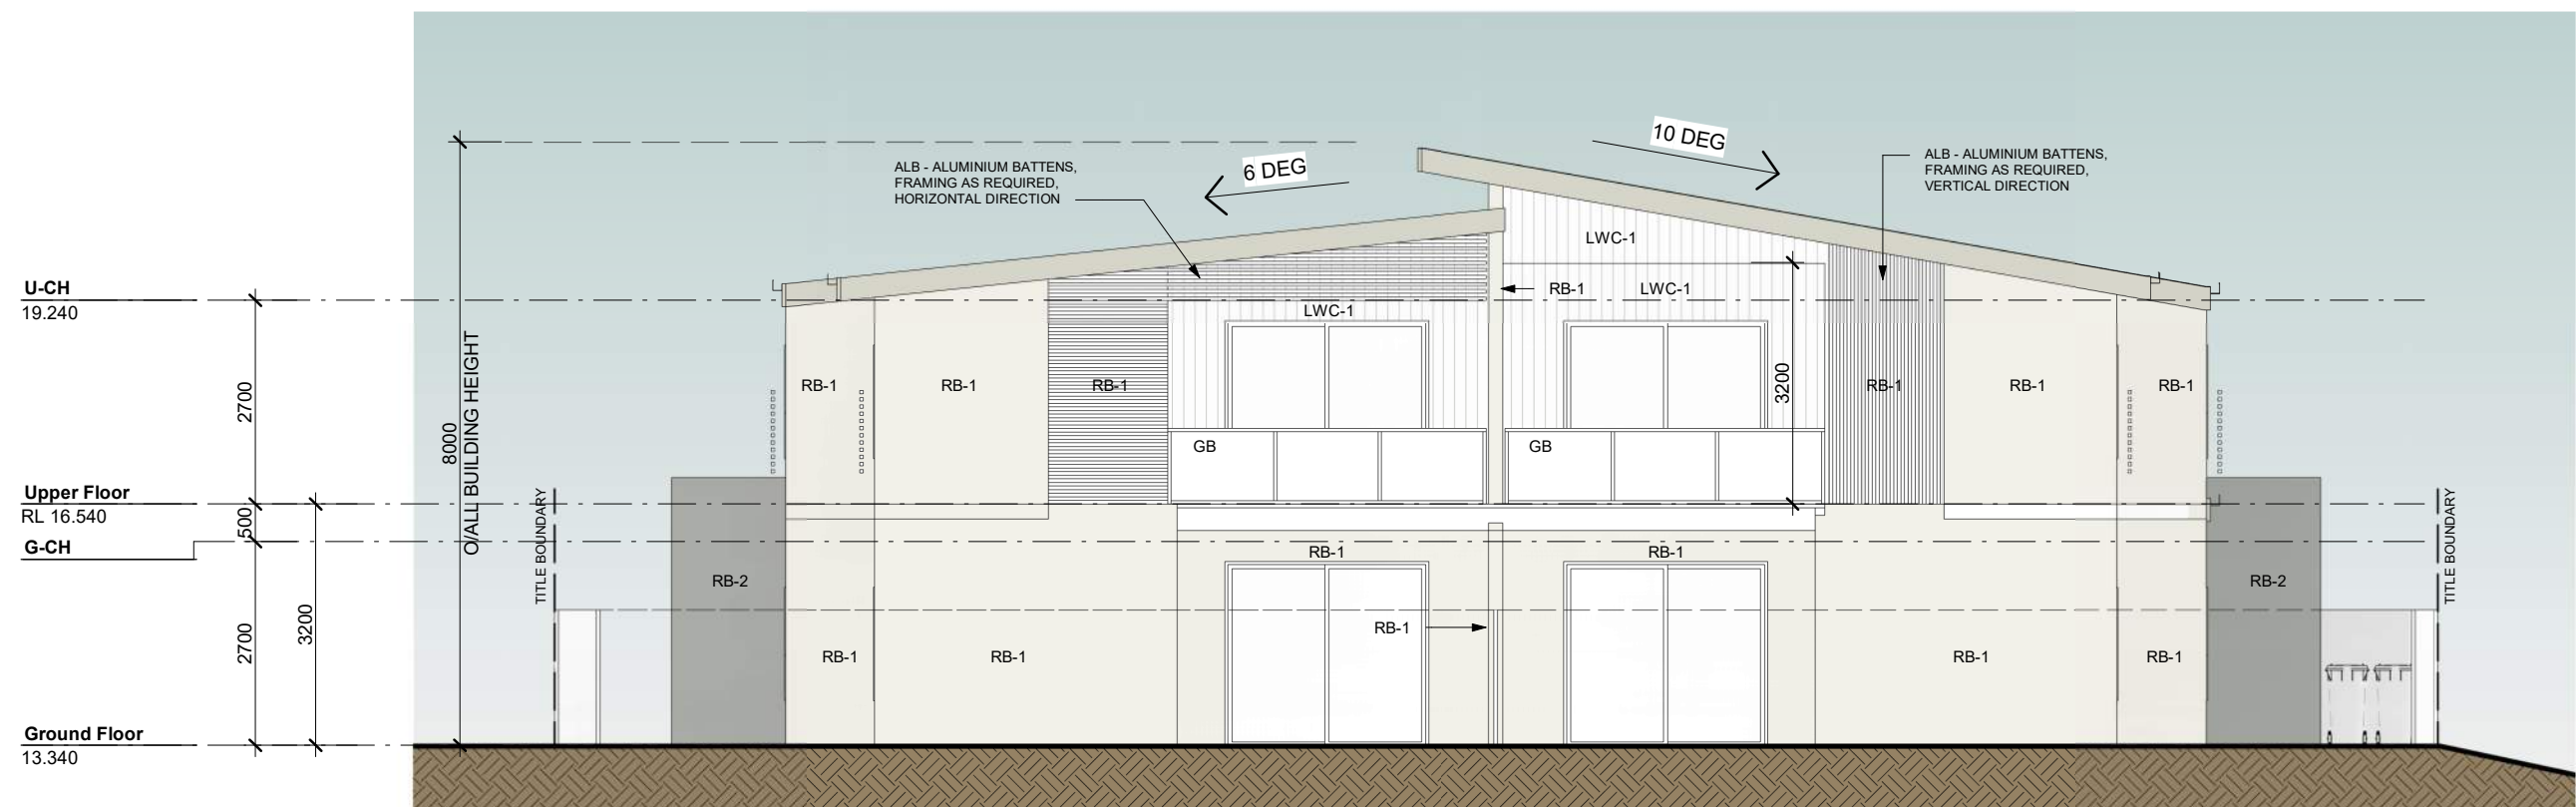 10 DEG
6 DEG
ALB - ALUMINIUM BATTENS,
FRAMING AS REQUIRED,
HORIZONTAL DIRECTION
ALB - ALUMINIUM BATTENS,
FRAMING AS REQUIRED,
VERTICAL DIRECTION
LWC-1
U-CH
19.240
RB-1
LWC-1
LWC-1
2700
8000
O/ALL BUILDING HEIGHT
RB-1
RB-1
RB-1
3200
RB-1
RB-1
RB-1
GB
GB
Upper Floor
RL 16.540
500
G-CH
TITLE BOUNDARY
TITLE BOUNDARY
RB-1
RB-1
RB-2
RB-2
2700
3200
RB-1
RB-1
RB-1
RB-1
RB-1
Ground Floor
13.340